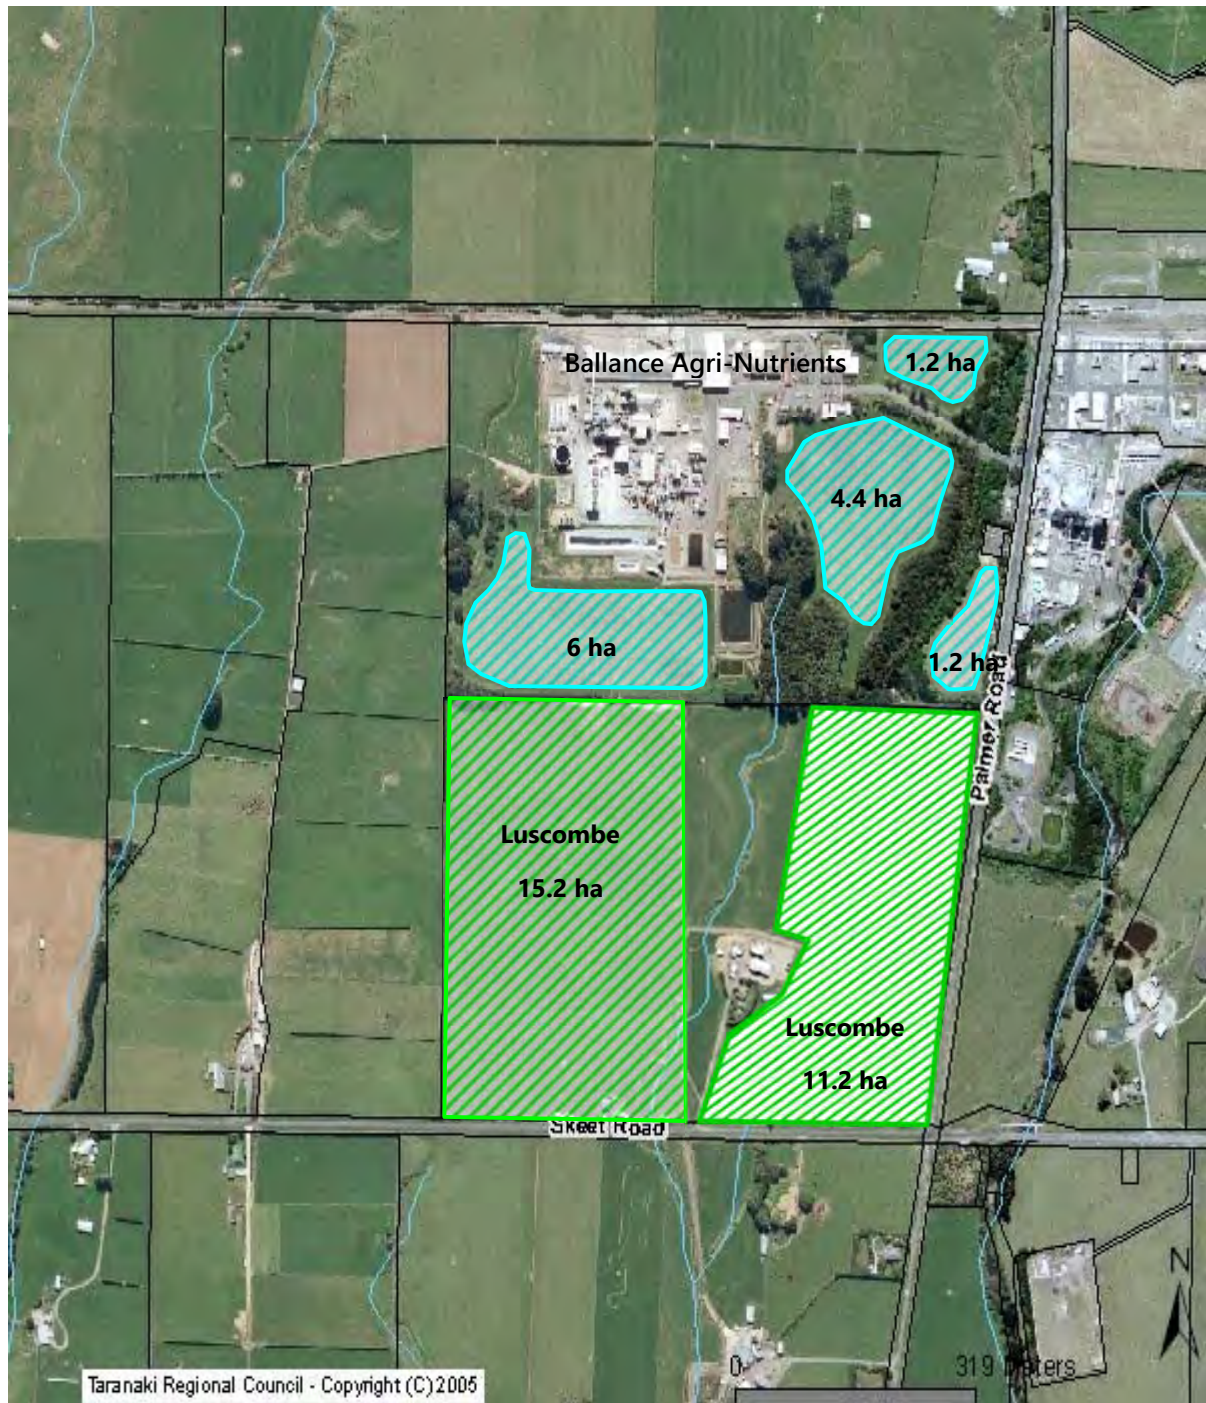 Ballance Agri-Nutrients
1.2 ha
4.4 ha
6 ha
1.2 ha
Palmer Road
Luscombe
15.2 ha
Luscombe
11.2 ha
Skeet Road
N
0
319 Meters
Taranaki Regional Council - Copyright (C)2005